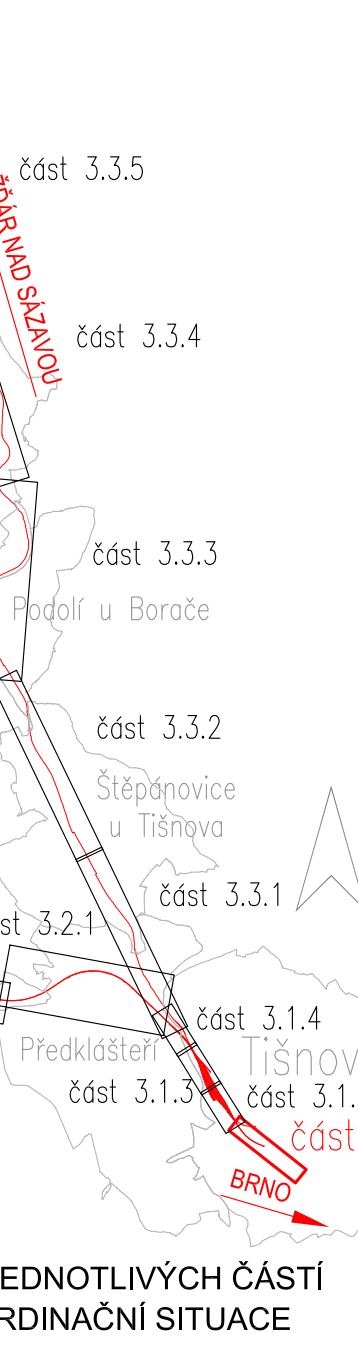 část 3.3.5
ŽĎÁR NAD SÁZAVOU
část 3.3.4
část 3.3.3
Podolí u Borače
část 3.3.2
Štěpánovice
u Tišnova
část 3.3.1
st 3.2.1
část 3.1.4
Předklášteří
Tišnov
část 3.1.3
část 3.1.
část
BRNO
EDNOTLIVÝCH ČÁSTÍ
RDINAČNÍ SITUACE